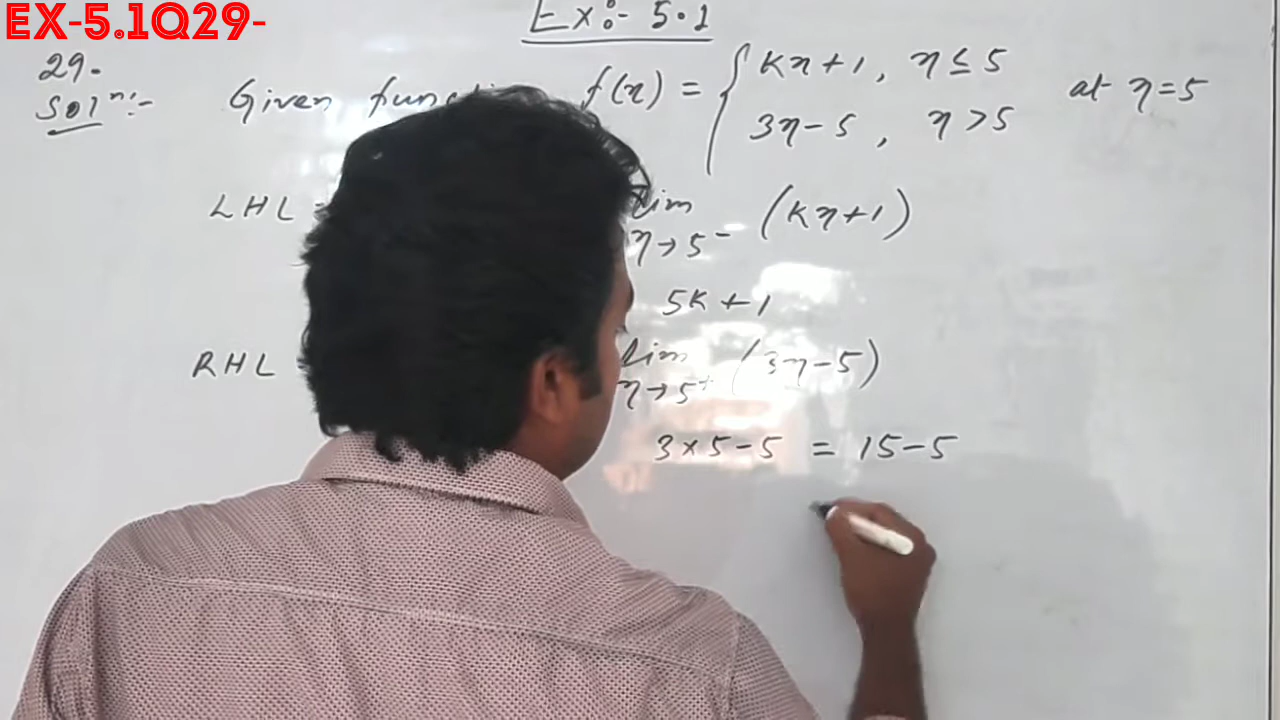 EX-5.1Q29-
Ex:- 5.1
29.
Soln:- Given f(x) = { kx+1, x ≤ 5 at x=5
3x-5, x >5
LHL = lim (kx+1)
x→5-
5k+1
RHL lim (3x-5)
x→5+
3×5-5 = 15-5